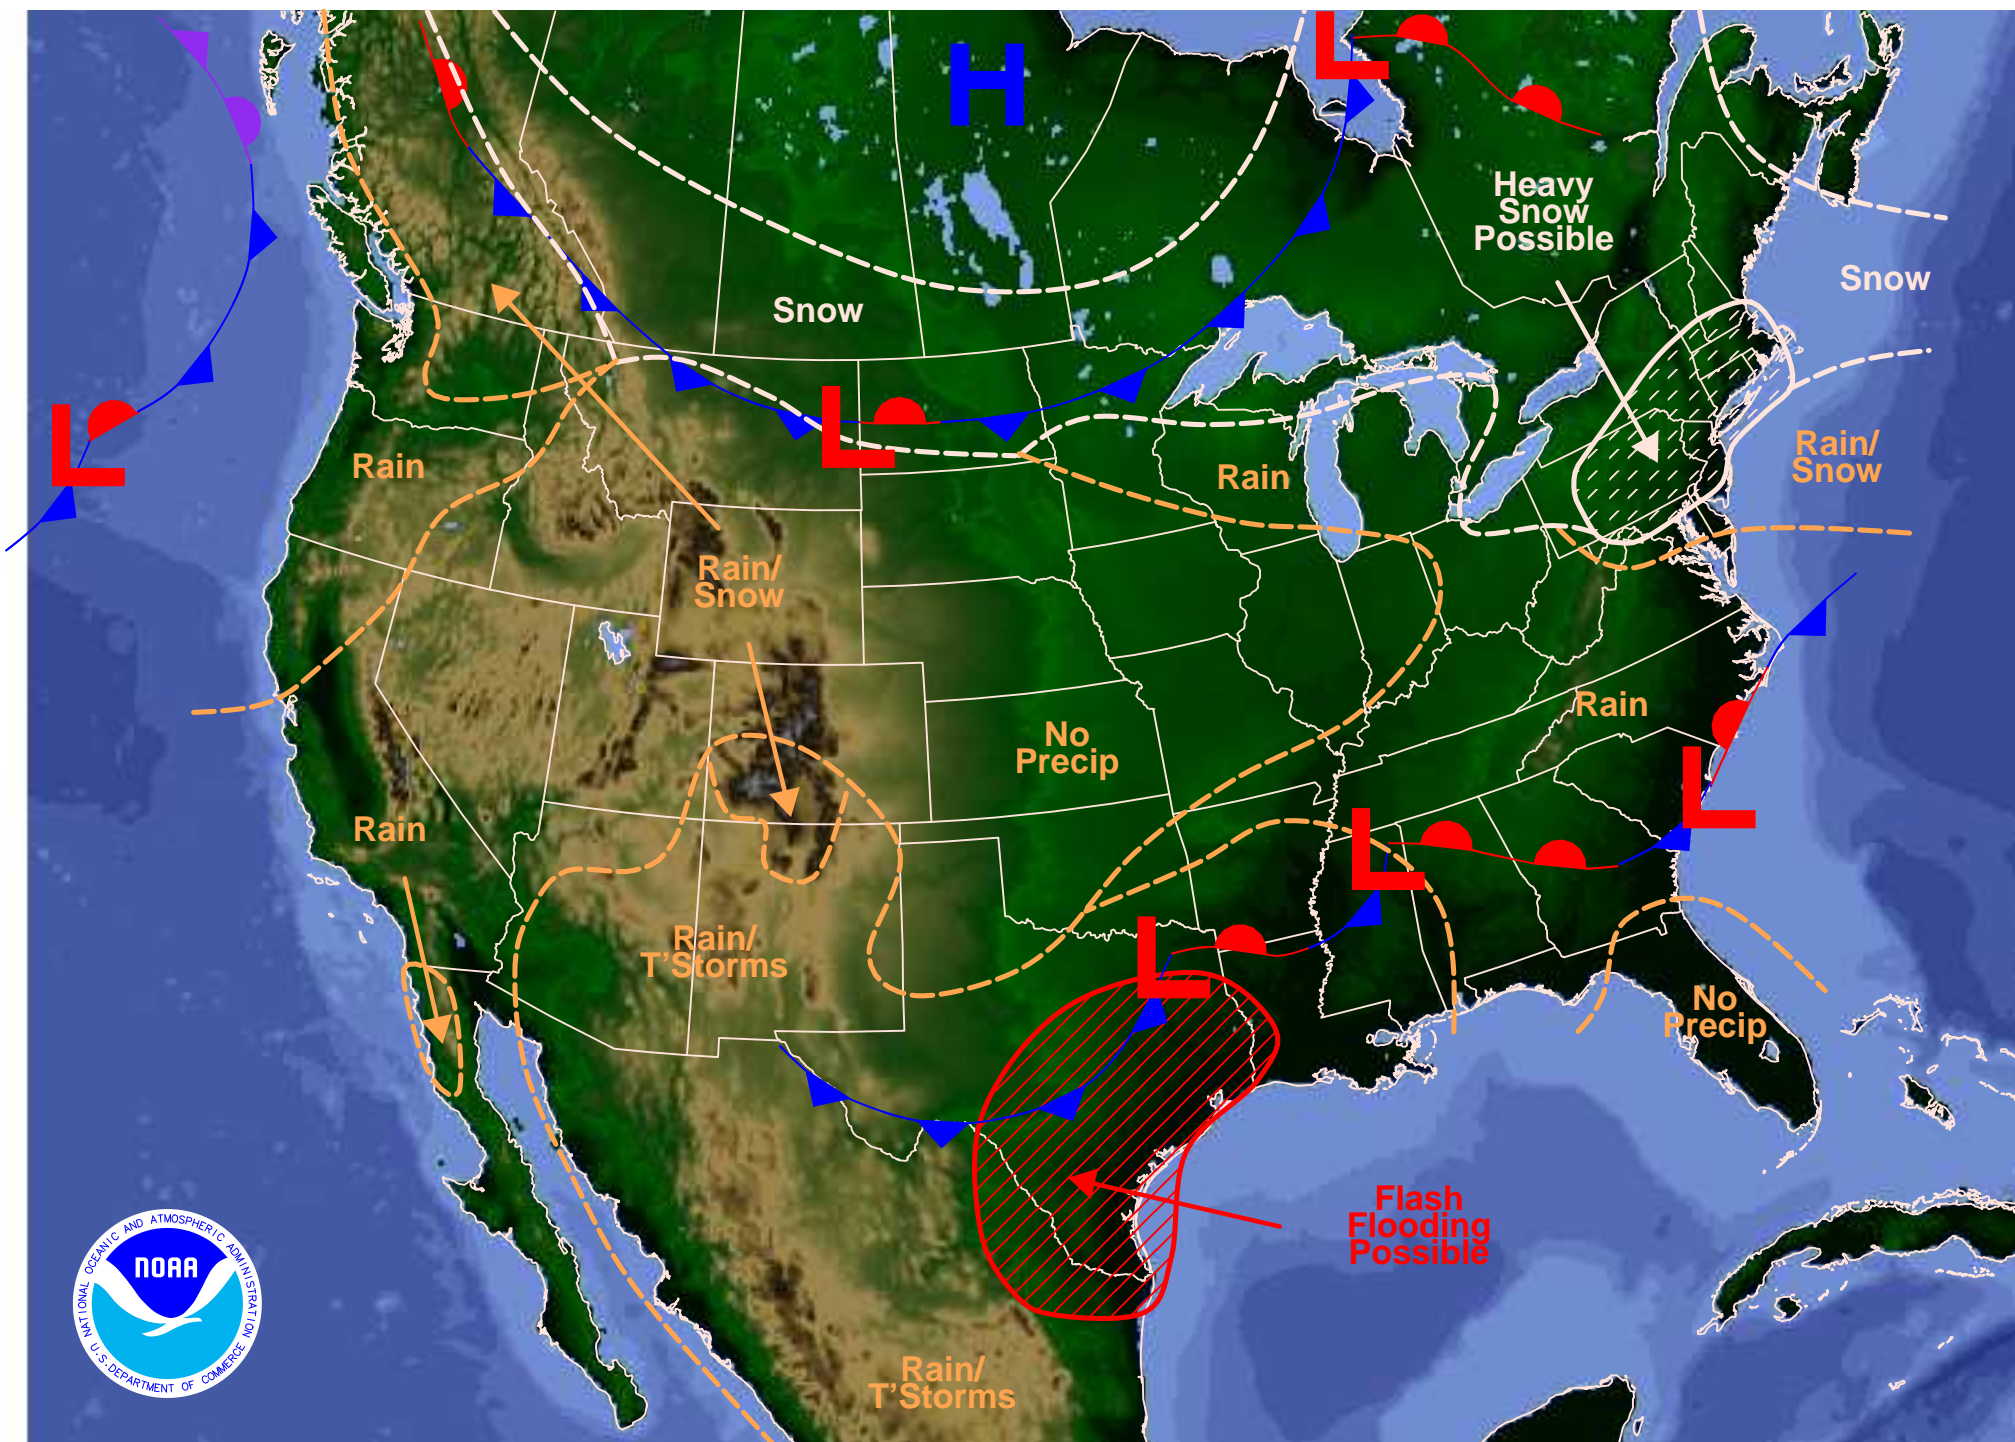 H
L
L
L
L
L
L
L
Heavy
Snow
Possible
Snow
Snow
Rain/
Snow
Rain
Rain
Rain/
Snow
Rain
No
Precip
Rain
Rain/
T'Storms
No
Precip
Flash
Flooding
Possible
Rain/
T'Storms
NATIONAL OCEANIC AND ATMOSPHERIC ADMINISTRATION
NOAA
U.S. DEPARTMENT OF COMMERCE